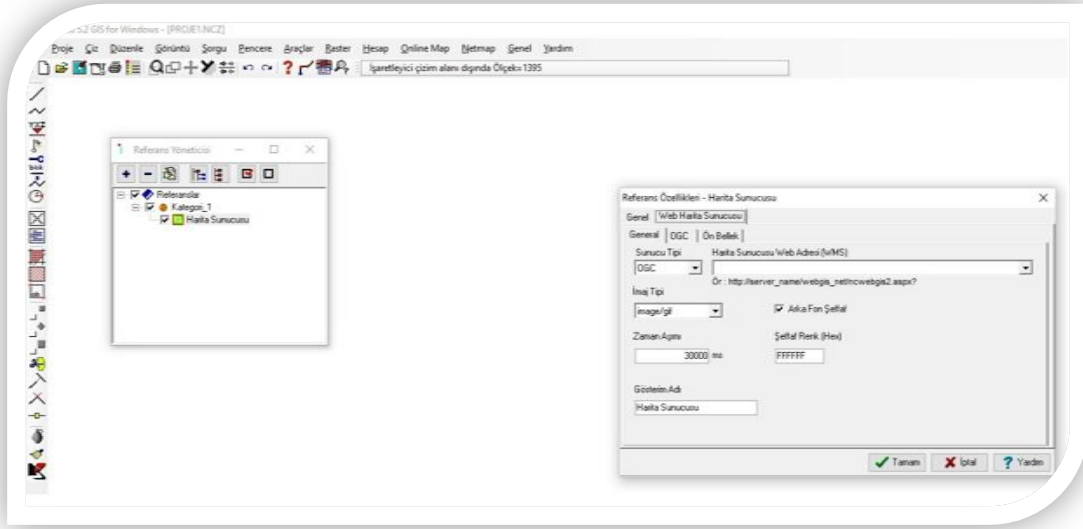 5.2 GIS for Windows - [PROJE1.NCZ]
Proje Çiz Düzenle Görüntü Sorgu Pencere Araçlar Raster Hesap Online Map Netmap Genel Yardım
İşaretleyici çizim alanı dışında Ölçek=1395
Referans Yöneticisi
Referanslar
Kategori_1
Harita Sunucusu
Referans Özellikleri - Harita Sunucusu
Genel Web Harita Sunucusu
General OGC Ön Bellek
Sunucu Tipi Harita Sunucusu Web Adresi (WMS)
OGC
Ör : http://server_name/webgis_net/ncwebgis2.aspx?
İmaj Tipi
image/gif Arka Fon Şeffaf
Zaman Aşımı Şeffaf Renk (Hex)
30000 ms FFFFFF
Gösterim Adı
Harita Sunucusu
Tamam İptal ? Yardım